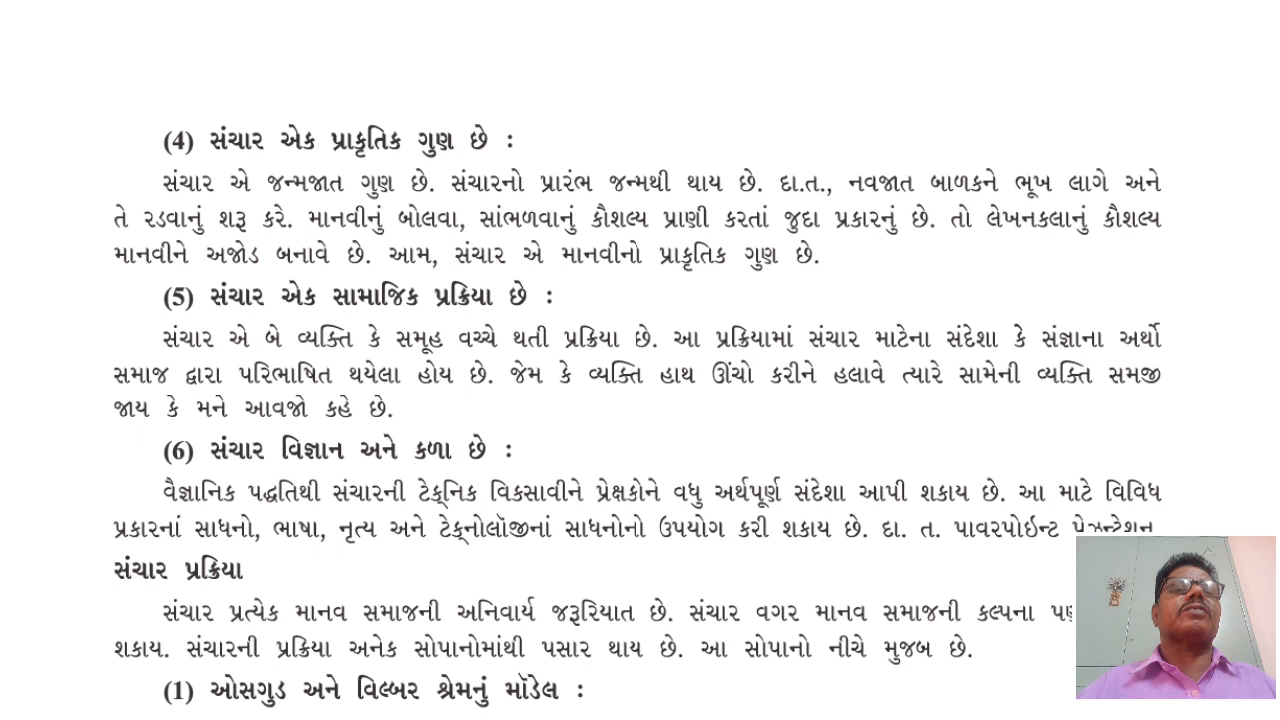 (4) સંચાર એક પ્રાકૃતિક ગુણ છે :
સંચાર એ જન્મજાત ગુણ છે. સંચારનો પ્રારંભ જન્મથી થાય છે. દા.ત., નવજાત બાળકને ભૂખ લાગે અને
તે રડવાનું શરૂ કરે. માનવીનું બોલવા, સાંભળવાનું કૌશલ્ય પ્રાણી કરતાં જુદા પ્રકારનું છે. તો લેખનકલાનું કૌશલ્ય
માનવીને અજોડ બનાવે છે. આમ, સંચાર એ માનવીનો પ્રાકૃતિક ગુણ છે.
(5) સંચાર એક સામાજિક પ્રક્રિયા છે :
સંચાર એ બે વ્યક્તિ કે સમૂહ વચ્ચે થતી પ્રક્રિયા છે. આ પ્રક્રિયામાં સંચાર માટેના સંદેશા કે સંજ્ઞાના અર્થો
સમાજ દ્વારા પરિભાષિત થયેલા હોય છે. જેમ કે વ્યક્તિ હાથ ઊંચો કરીને હલાવે ત્યારે સામેની વ્યક્તિ સમજી
જાય કે મને આવજો કહે છે.
(6) સંચાર વિજ્ઞાન અને કળા છે :
વૈજ્ઞાનિક પદ્ધતિથી સંચારની ટેક્‌નિક વિકસાવીને પ્રેક્ષકોને વધુ અર્થપૂર્ણ સંદેશા આપી શકાય છે. આ માટે વિવિધ
પ્રકારનાં સાધનો, ભાષા, નૃત્ય અને ટેક્‌નોલૉજીનાં સાધનોનો ઉપયોગ કરી શકાય છે. દા. ત. પાવરપોઇન્ટ પ્રેઝન્ટેશન.
સંચાર પ્રક્રિયા
સંચાર પ્રત્યેક માનવ સમાજની અનિવાર્ય જરૂરિયાત છે. સંચાર વગર માનવ સમાજની કલ્પના પણ
શકાય. સંચારની પ્રક્રિયા અનેક સોપાનોમાંથી પસાર થાય છે. આ સોપાનો નીચે મુજબ છે.
(1) ઓસગુડ અને વિલ્બર શ્રેમનું મૉડેલ :